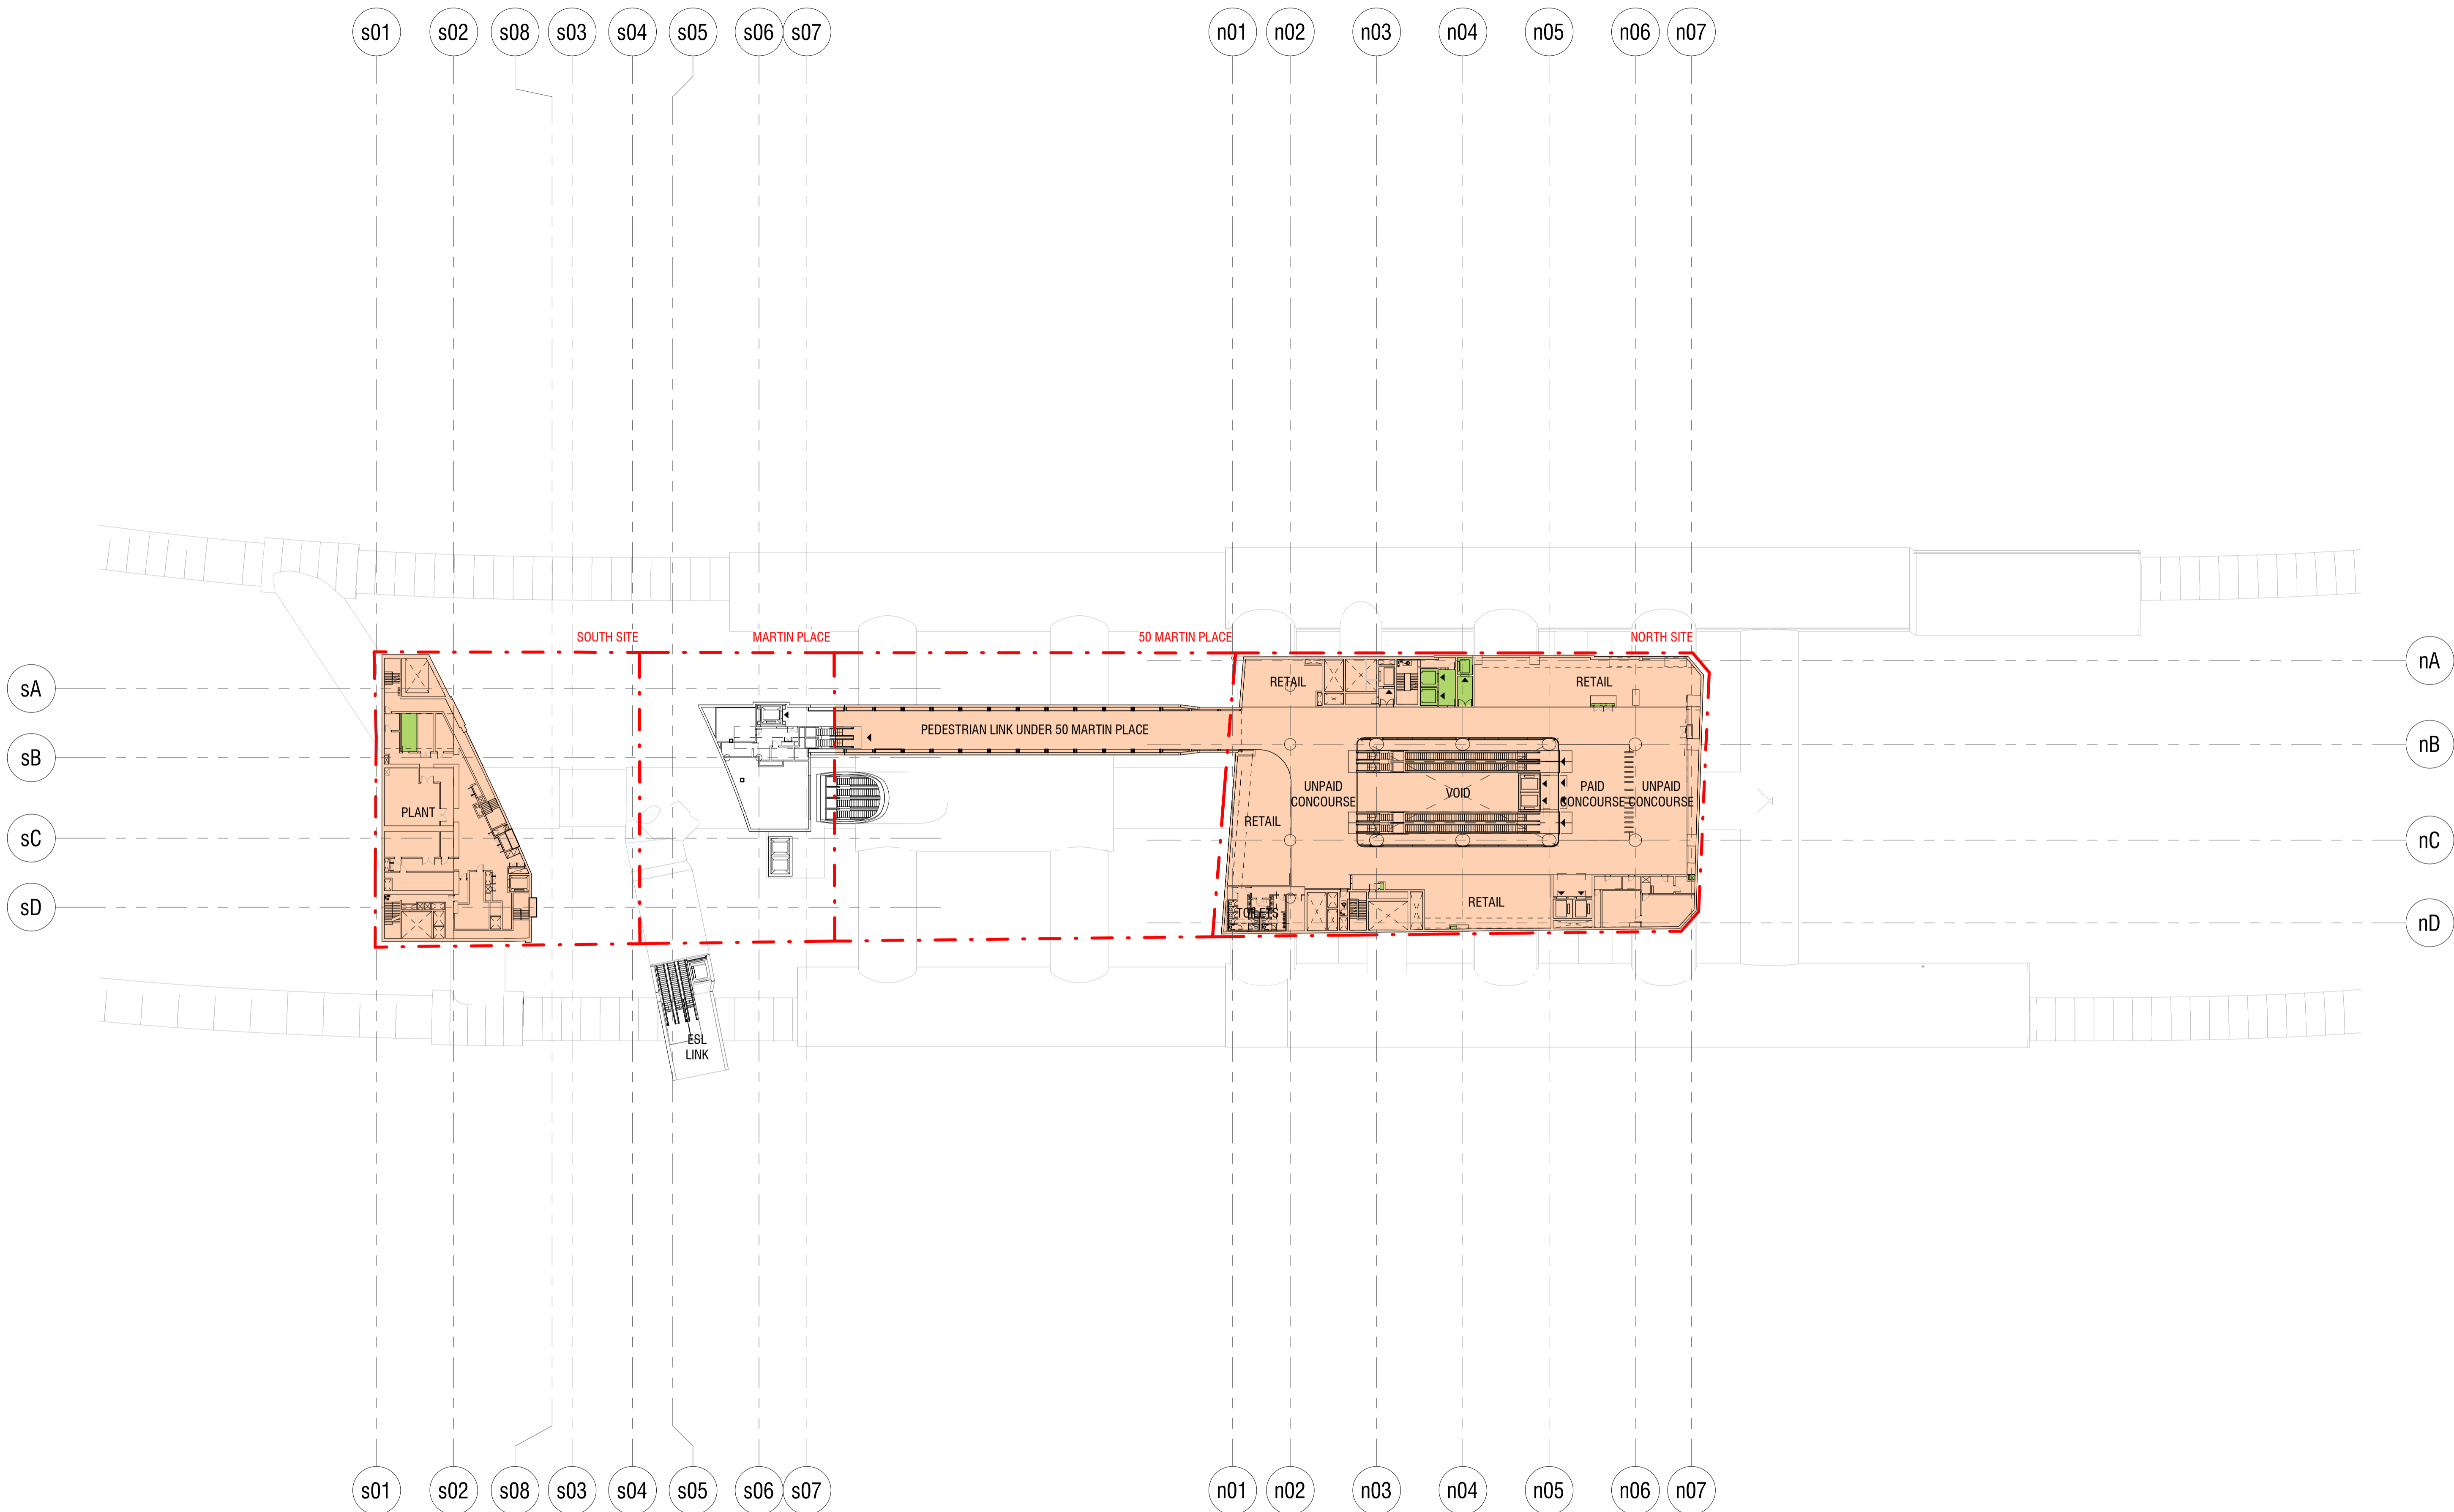 s01 s02 s08 s03 s04 s05 s06 s07 n01 n02 n03 n04 n05 n06 n07
SOUTH SITE MARTIN PLACE 50 MARTIN PLACE NORTH SITE
nA
RETAIL RETAIL
sA
PEDESTRIAN LINK UNDER 50 MARTIN PLACE
nB
sB
UNPAID
CONCOURSE
VOID
PAID
CONCOURSE
UNPAID
CONCOURSE
PLANT
RETAIL
sC
nC
RETAIL
sD
TOILETS
nD
ESL
LINK
s01 s02 s08 s03 s04 s05 s06 s07 n01 n02 n03 n04 n05 n06 n07